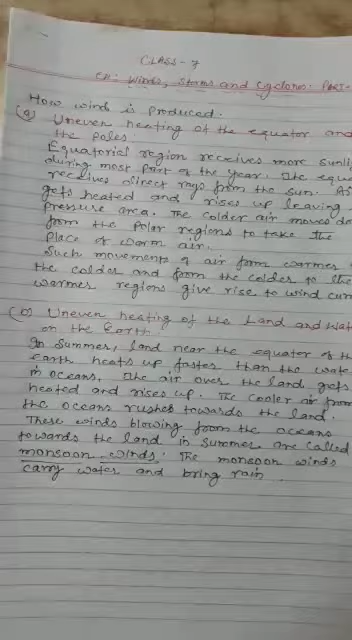 CLASS - 7
CH: Winds, Storms and Cyclones. PART-
How wind is Produced.
(a) Uneven heating of the equator and
the poles.
Equatorial region receives more sunli
during most part of the year. The equa
receives direct rays from the sun. As
gets heated and rises up leaving
pressure area. The colder air moves do
from the Polar regions to take the
place of warm air.
Such movements of air from warmer
the colder and from the colder to the
warmer regions give rise to wind curr
(b) Uneven heating of the Land and Wat
on the Earth.
In Summer, land near the equator of th
earth heats up faster than the wate
in oceans. The air over the land gets
heated and rises up. The cooler air from
the oceans rushes towards the land.
These winds blowing from the oceans
towards the land in Summer are called
monsoon winds. The monsoon winds
carry water and bring rain.